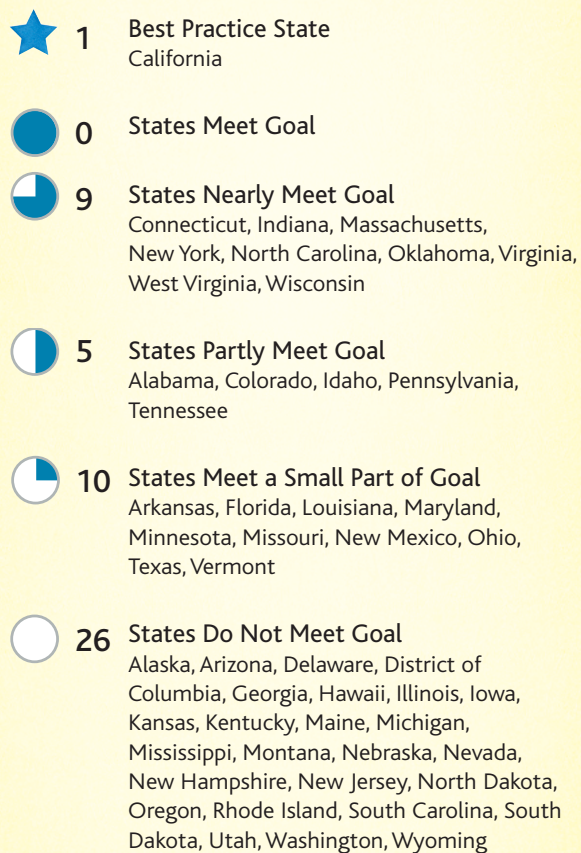 1 Best Practice State
California
0 States Meet Goal
9 States Nearly Meet Goal
Connecticut, Indiana, Massachusetts,
New York, North Carolina, Oklahoma, Virginia,
West Virginia, Wisconsin
5 States Partly Meet Goal
Alabama, Colorado, Idaho, Pennsylvania,
Tennessee
10 States Meet a Small Part of Goal
Arkansas, Florida, Louisiana, Maryland,
Minnesota, Missouri, New Mexico, Ohio,
Texas, Vermont
26 States Do Not Meet Goal
Alaska, Arizona, Delaware, District of
Columbia, Georgia, Hawaii, Illinois, Iowa,
Kansas, Kentucky, Maine, Michigan,
Mississippi, Montana, Nebraska, Nevada,
New Hampshire, New Jersey, North Dakota,
Oregon, Rhode Island, South Carolina, South
Dakota, Utah, Washington, Wyoming